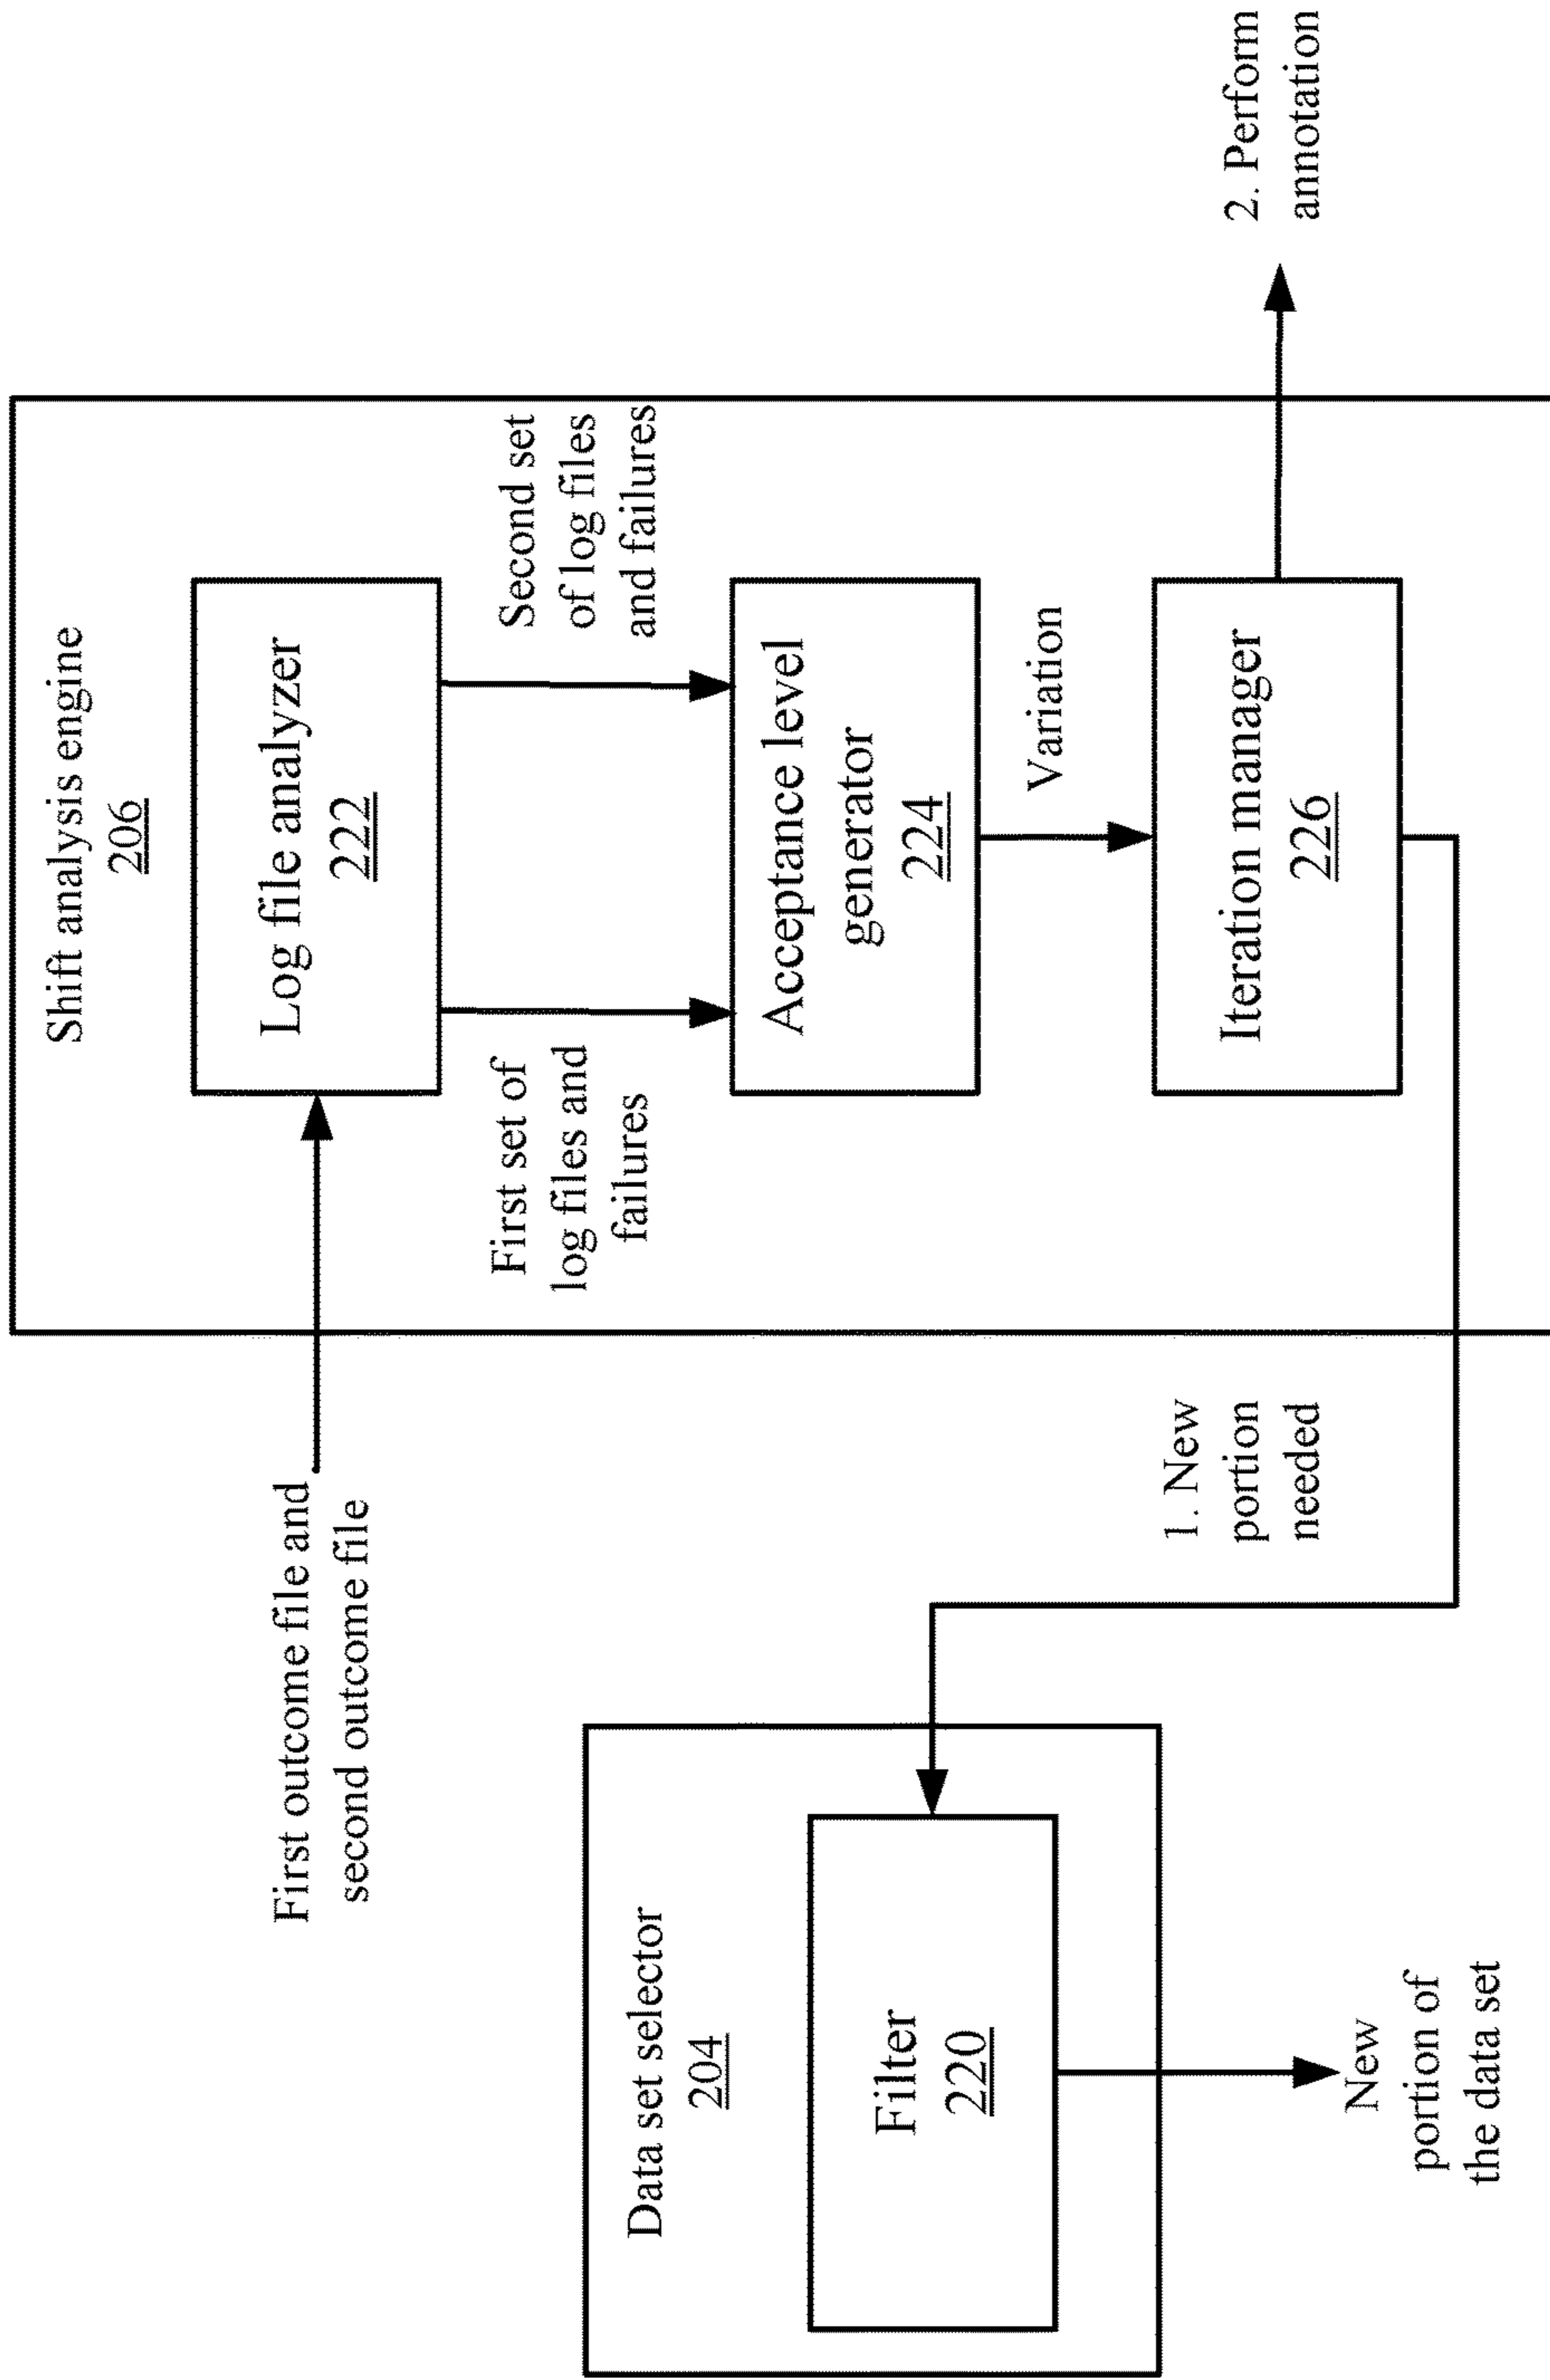 Shift analysis engine
206
First outcome file and
second outcome file
Log file analyzer
222
First set of
log files and
failures
Second set
of log files
and failures
Data set selector
204
Filter
220
Acceptance level
generator
224
Variation
1. New
portion
needed
Iteration manager
226
2. Perform
annotation
New
portion of
the data set